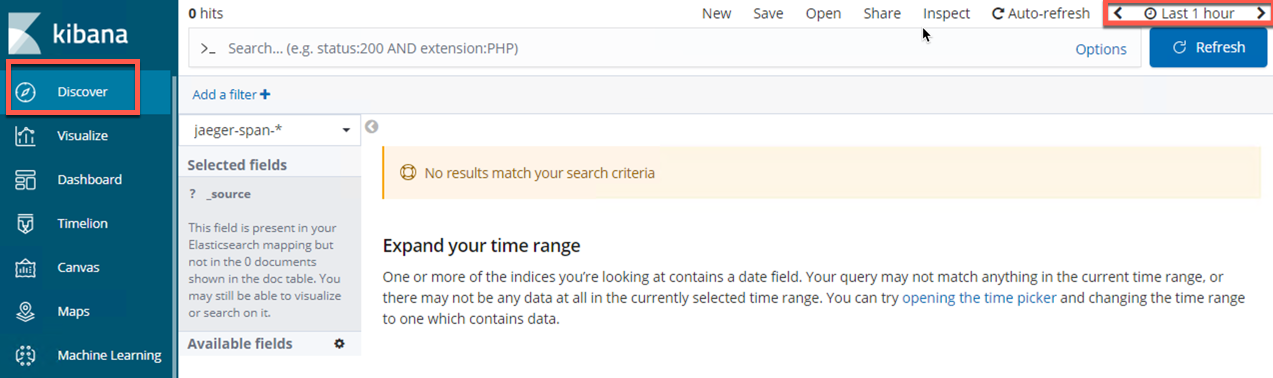 kibana
Discover
Visualize
Dashboard
Timelion
Canvas
Maps
Machine Learning
0 hits
New Save Open Share Inspect Auto-refresh Last 1 hour
>_ Search... (e.g. status:200 AND extension:PHP) Options Refresh
Add a filter +
jaeger-span-*
Selected fields
? _source
This field is present in your
Elasticsearch mapping but
not in the 0 documents
shown in the doc table. You
may still be able to visualize
or search on it.
Available fields
No results match your search criteria
Expand your time range
One or more of the indices you’re looking at contains a date field. Your query may not match anything in the current time range, or
there may not be any data at all in the currently selected time range. You can try opening the time picker and changing the time range
to one which contains data.